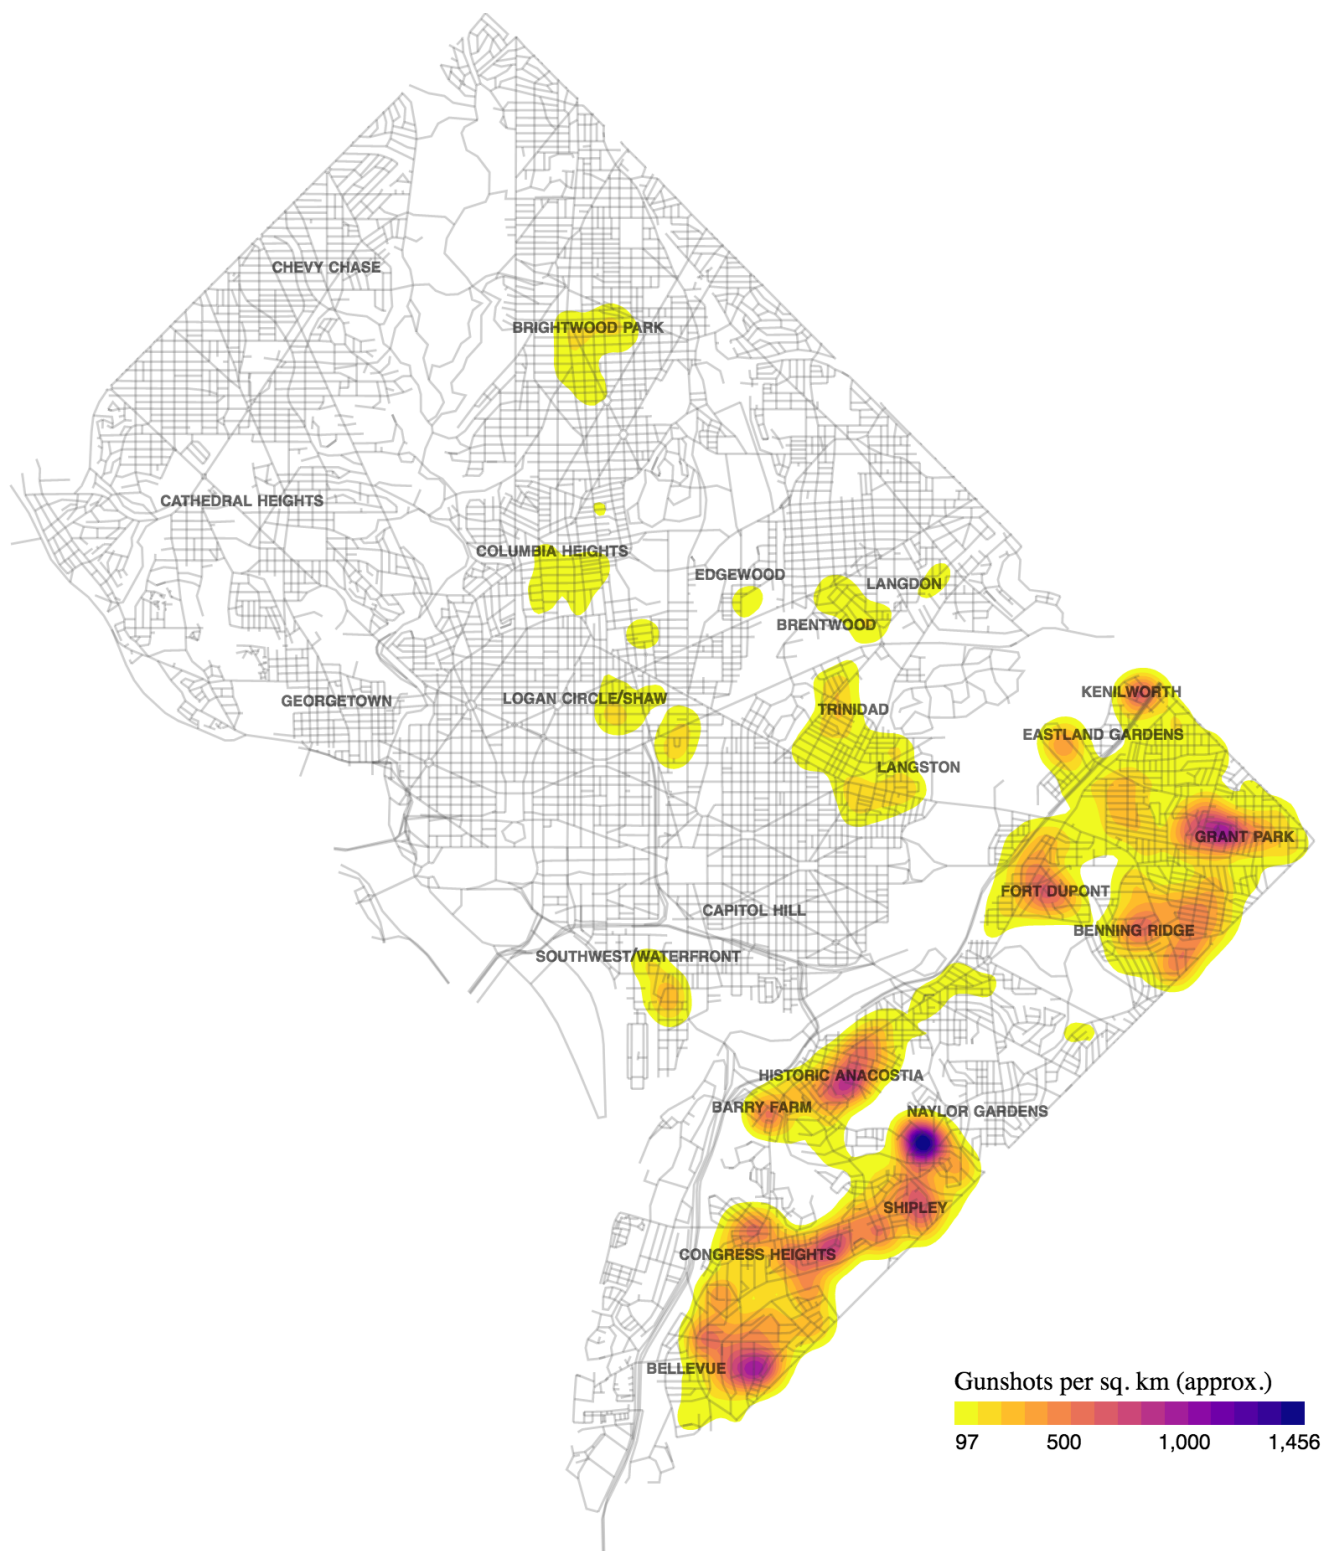 CHEVY CHASE
BRIGHTWOOD PARK
CATHEDRAL HEIGHTS
COLUMBIA HEIGHTS
EDGEWOOD
LANGDON
BRENTWOOD
KENILWORTH
GEORGETOWN
LOGAN CIRCLE/SHAW
TRINIDAD
EASTLAND GARDENS
LANGSTON
GRANT PARK
FORT DUPONT
CAPITOL HILL
BENNING RIDGE
SOUTHWEST/WATERFRONT
HISTORIC ANACOSTIA
BARRY FARM
NAYLOR GARDENS
SHIPLEY
CONGRESS HEIGHTS
BELLEVUE
Gunshots per sq. km (approx.)
97 500 1,000 1,456